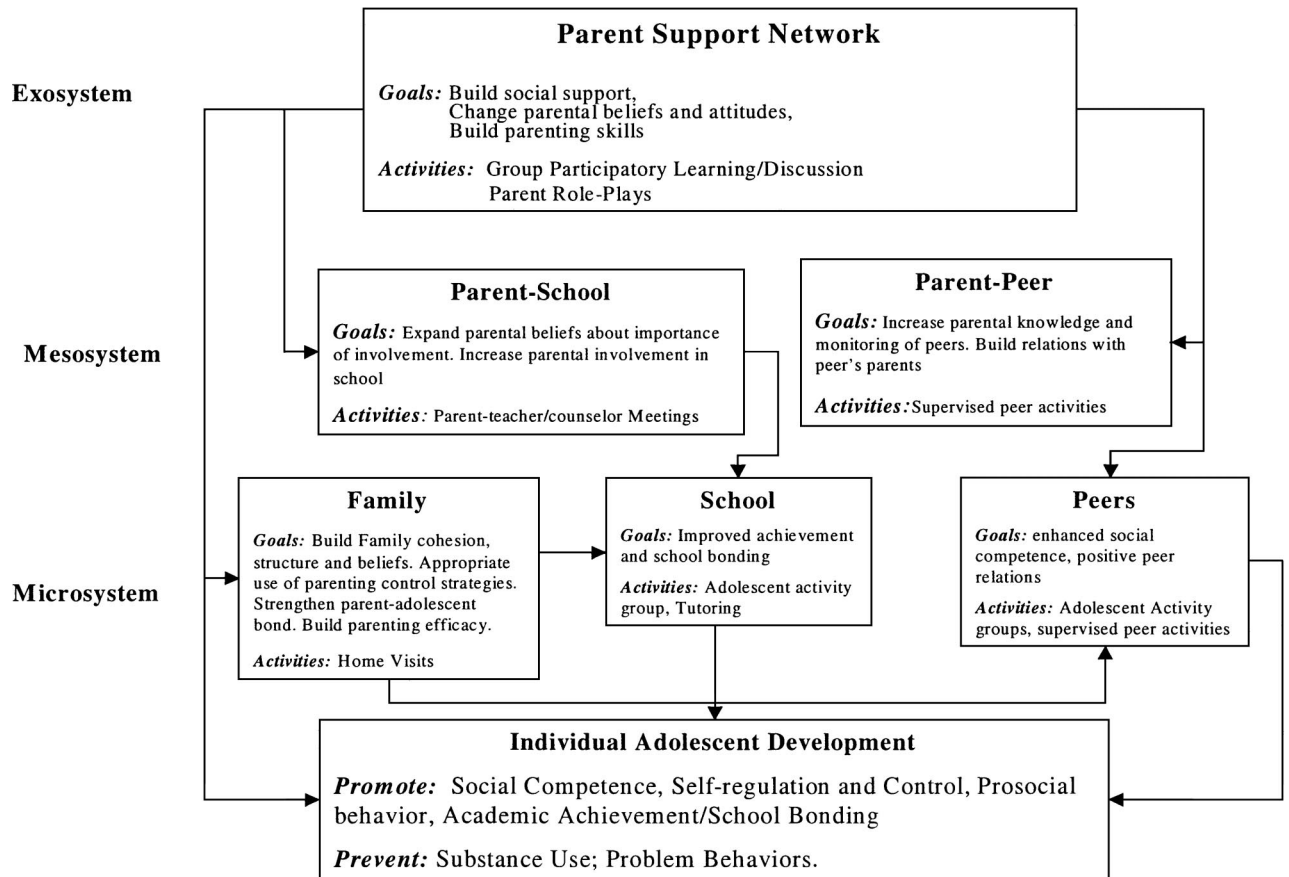 Parent Support Network
Exosystem
Goals: Build social support,
Change parental beliefs and attitudes,
Build parenting skills
Activities: Group Participatory Learning/Discussion
Parent Role-Plays
Mesosystem
Parent-School
Goals: Expand parental beliefs about importance
of involvement. Increase parental involvement in
school
Activities: Parent-teacher/counselor Meetings
Parent-Peer
Goals: Increase parental knowledge and
monitoring of peers. Build relations with
peer's parents
Activities:Supervised peer activities
Microsystem
Family
Goals: Build Family cohesion,
structure and beliefs. Appropriate
use of parenting control strategies.
Strengthen parent-adolescent
bond. Build parenting efficacy.
Activities: Home Visits
School
Goals: Improved achievement
and school bonding
Activities: Adolescent activity
group, Tutoring
Peers
Goals: enhanced social
competence, positive peer
relations
Activities: Adolescent Activity
groups, supervised peer activities
Individual Adolescent Development
Promote: Social Competence, Self-regulation and Control, Prosocial
behavior, Academic Achievement/School Bonding
Prevent: Substance Use; Problem Behaviors.